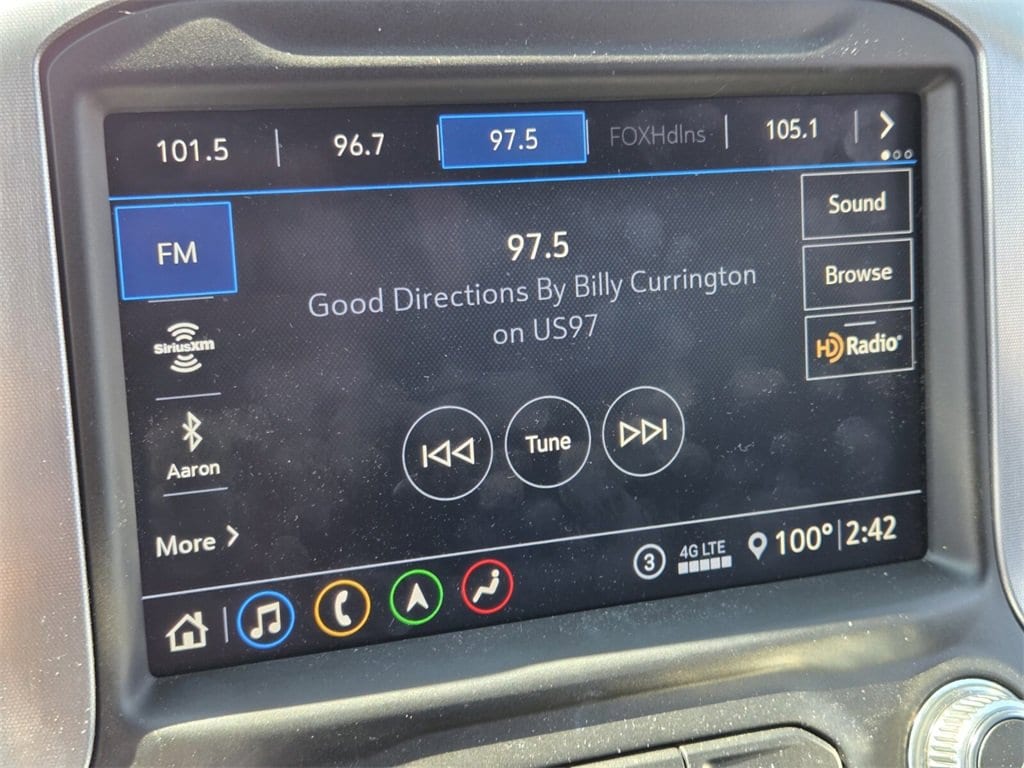 101.5
96.7
97.5
FOXHdlns
105.1
FM
SiriusXM
Aaron
More
97.5
Good Directions By Billy Currington
on US97
Tune
Sound
Browse
HD Radio®
3
4G LTE
100°
2:42